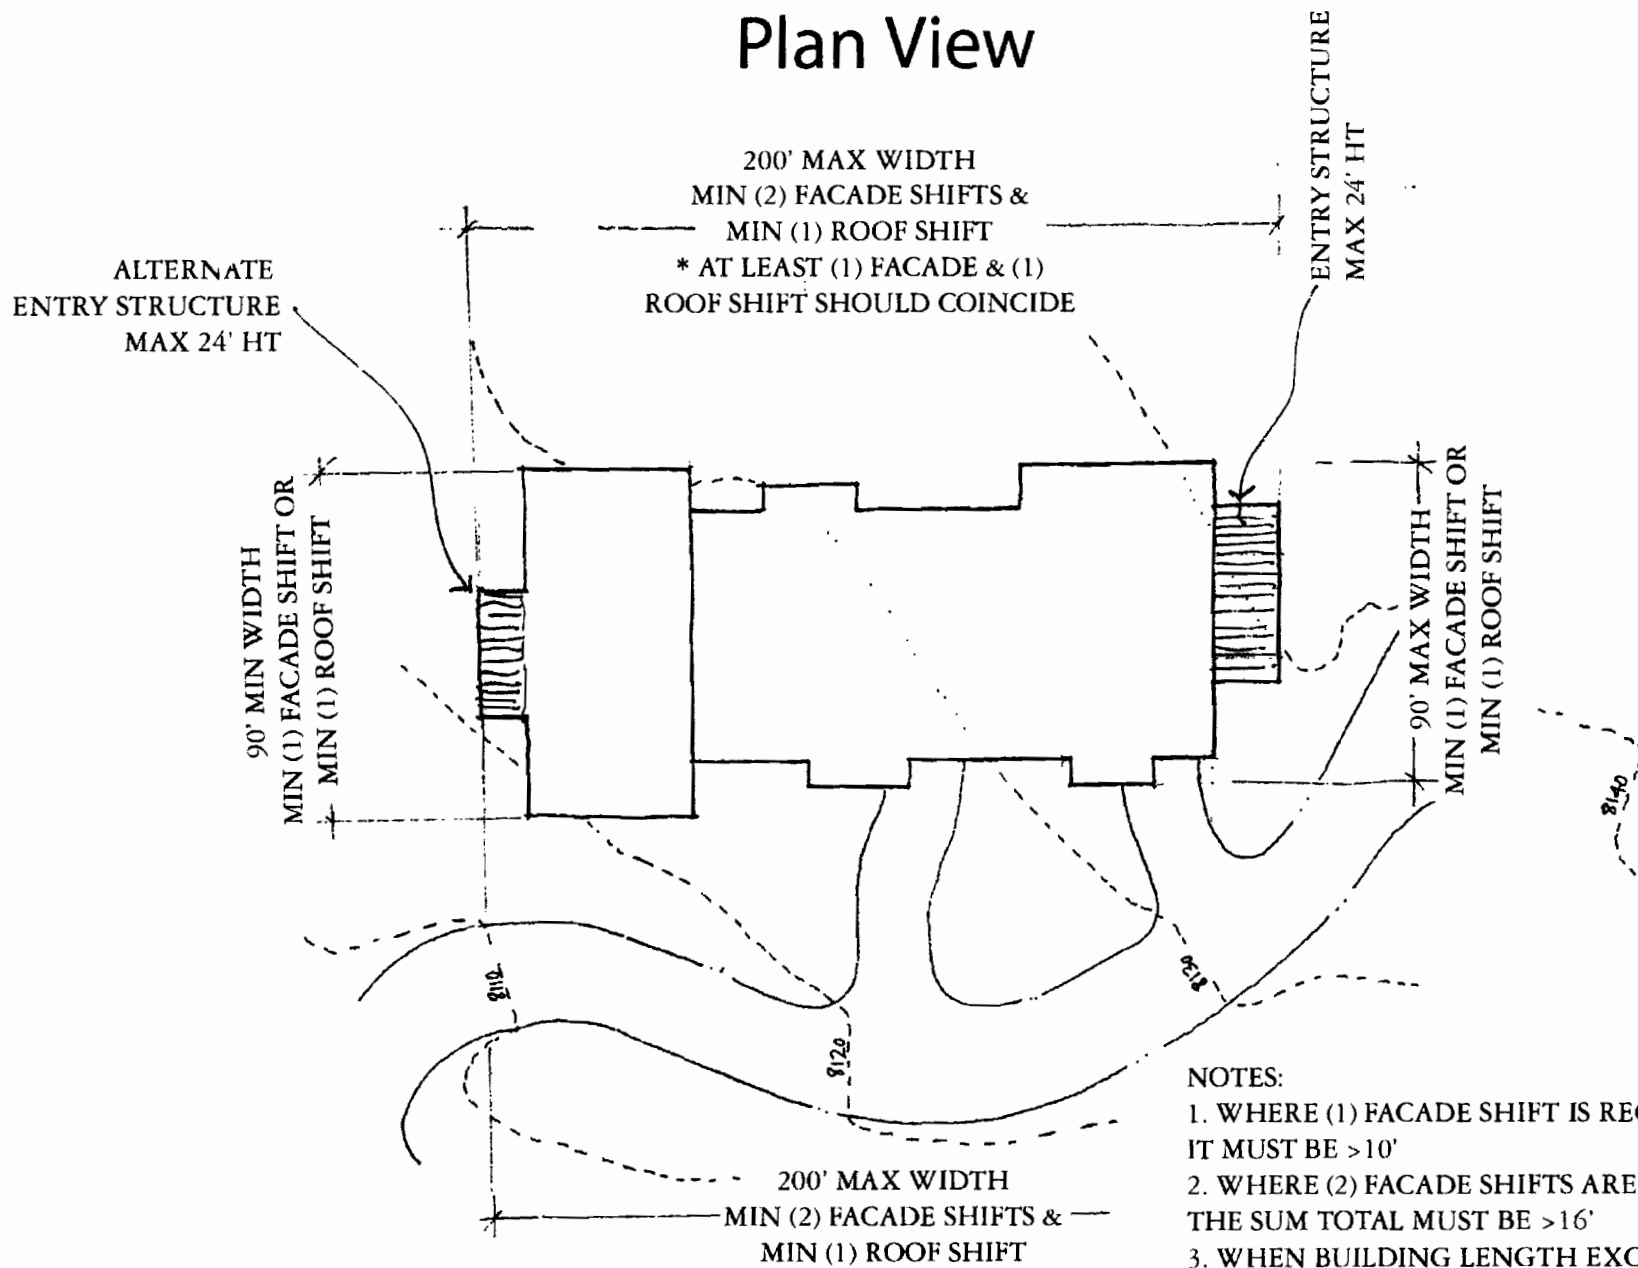 Plan View
200' MAX WIDTH
MIN (2) FACADE SHIFTS &
MIN (1) ROOF SHIFT
* AT LEAST (1) FACADE & (1)
ROOF SHIFT SHOULD COINCIDE
ENTRY STRUCTURE
MAX 24' HT
ALTERNATE
ENTRY STRUCTURE
MAX 24' HT
90' MIN WIDTH
MIN (1) FACADE SHIFT OR
MIN (1) ROOF SHIFT
90' MAX WIDTH
MIN (1) FACADE SHIFT OR
MIN (1) ROOF SHIFT
8140
8110
8130
8120
200' MAX WIDTH
MIN (2) FACADE SHIFTS &
MIN (1) ROOF SHIFT
NOTES:
1. WHERE (1) FACADE SHIFT IS
IT MUST BE >10'
2. WHERE (2) FACADE SHIFTS ARE
THE SUM TOTAL MUST BE >16'
3. WHEN BUILDING LENGTH